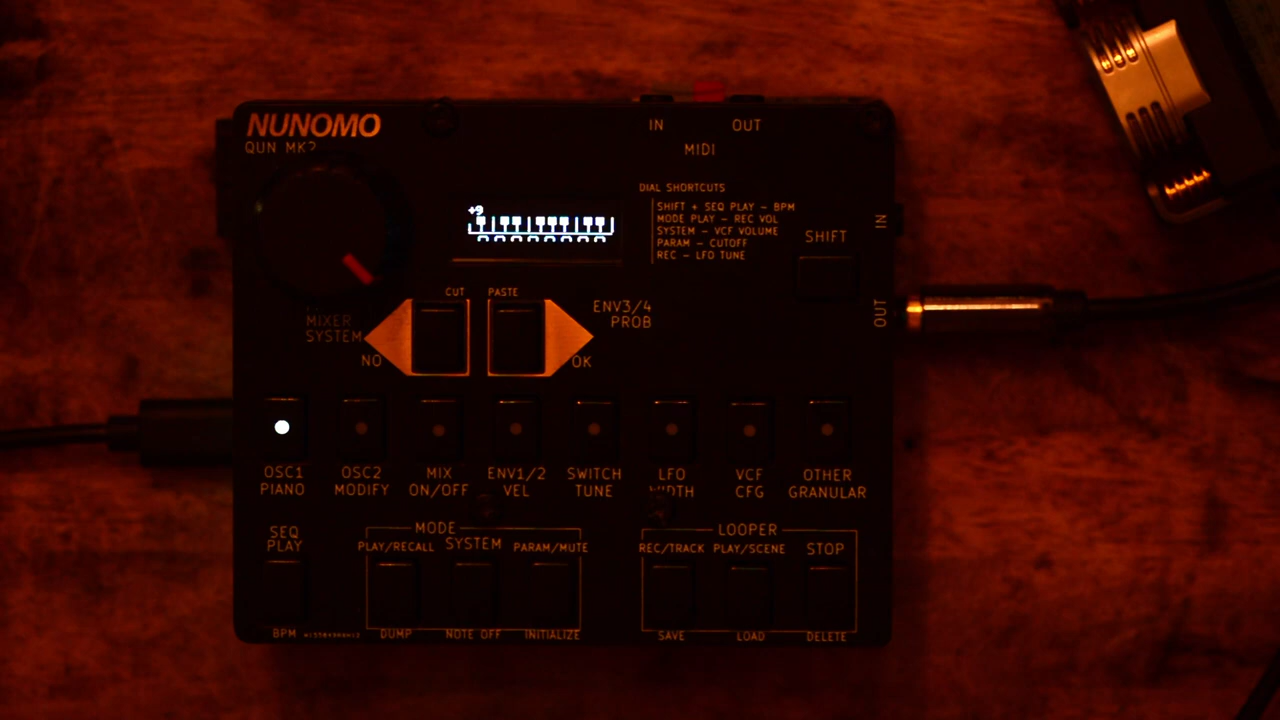 NUNOMO
QUN MK2
IN
OUT
MIDI
DIAL SHORTCUTS
SHIFT + SEQ PLAY – BPM
MODE PLAY – REC VOL
SYSTEM – VCF VOLUME
PARAM – CUTOFF
REC – LFO TUNE
+9
SHIFT
IN
OUT
CUT
PASTE
MIXER
SYSTEM
NO
OK
ENV3/4
PROB
OSC1
PIANO
OSC2
MODIFY
MIX
ON/OFF
ENV1/2
VEL
SWITCH
TUNE
LFO
WIDTH
VCF
CFG
OTHER
GRANULAR
SEQ
PLAY
BPM
MODE
PLAY/RECALL
SYSTEM
PARAM/MUTE
DUMP
NOTE OFF
INITIALIZE
LOOPER
REC/TRACK
PLAY/SCENE
STOP
SAVE
LOAD
DELETE